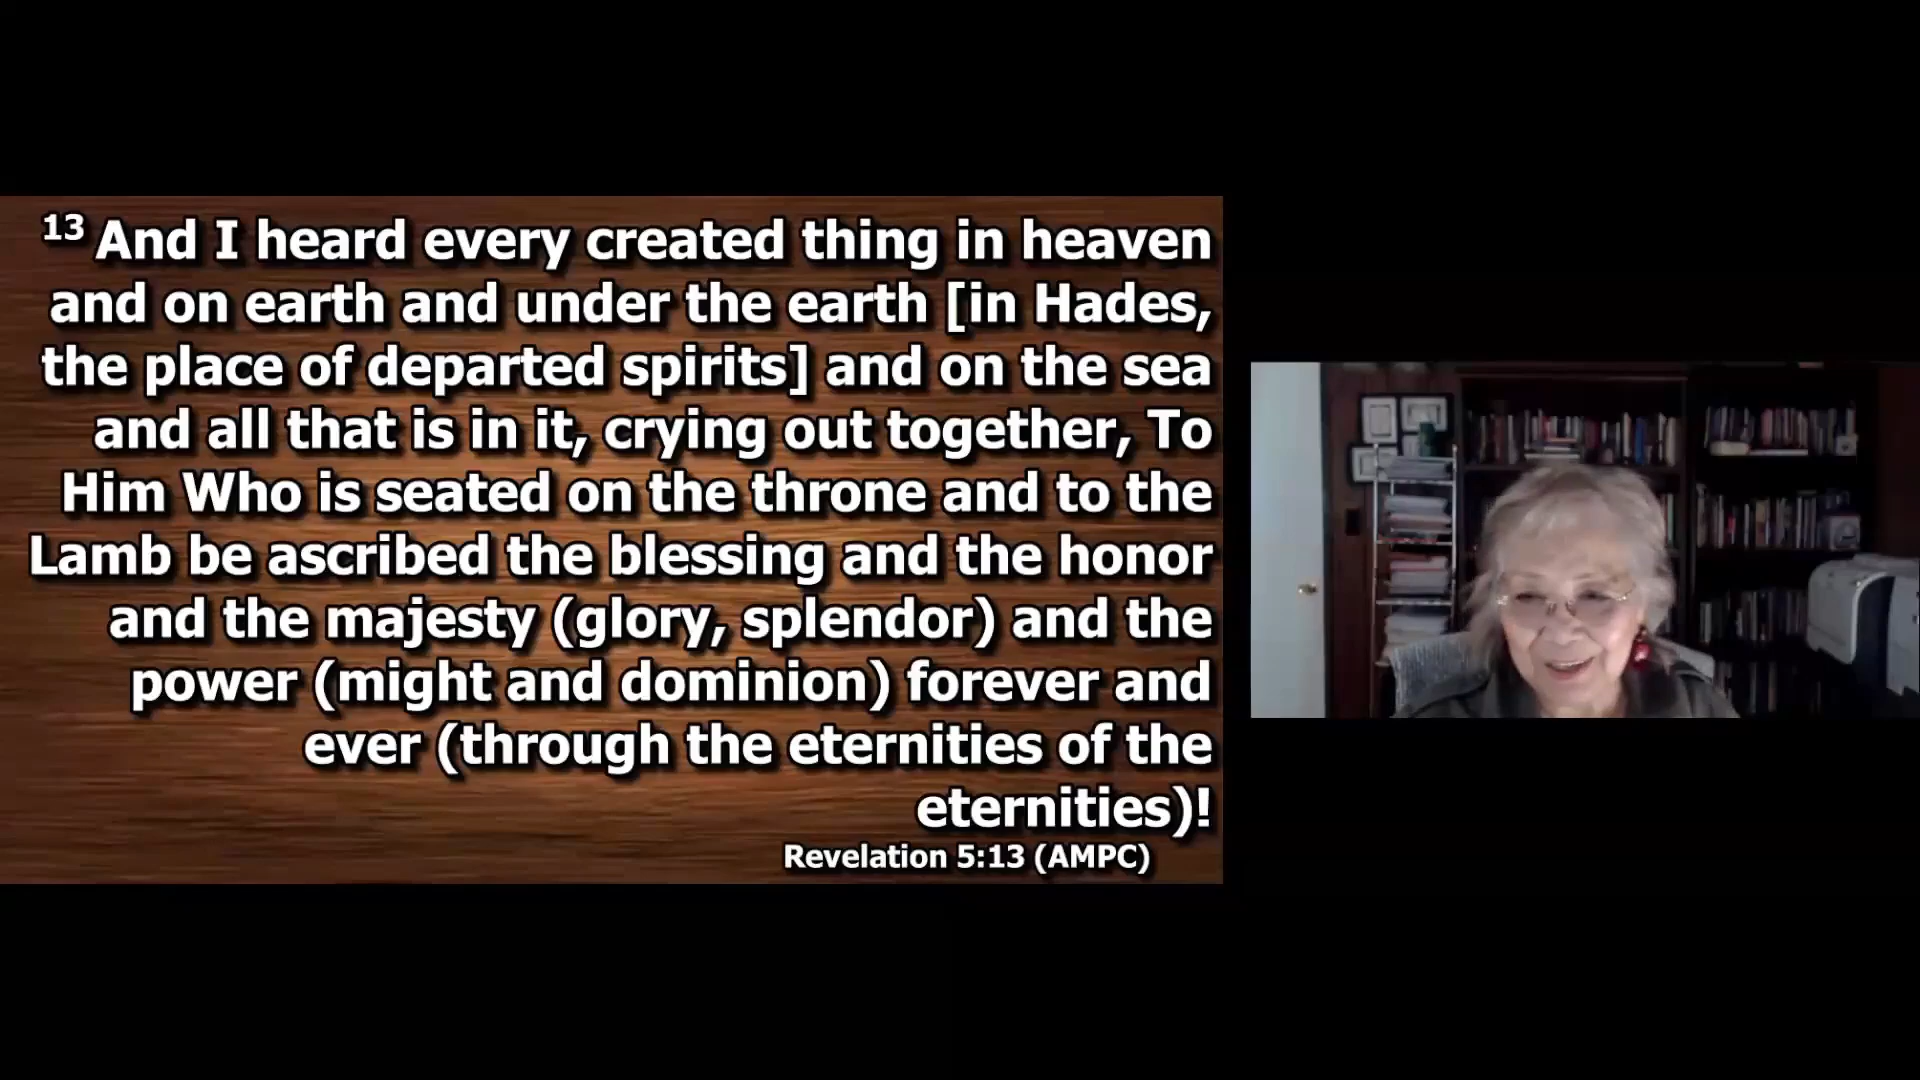 13 And I heard every created thing in heaven
and on earth and under the earth [in Hades,
the place of departed spirits] and on the sea
and all that is in it, crying out together, To
Him Who is seated on the throne and to the
Lamb be ascribed the blessing and the honor
and the majesty (glory, splendor) and the
power (might and dominion) forever and
ever (through the eternities of the
eternities)!
Revelation 5:13 (AMPC)